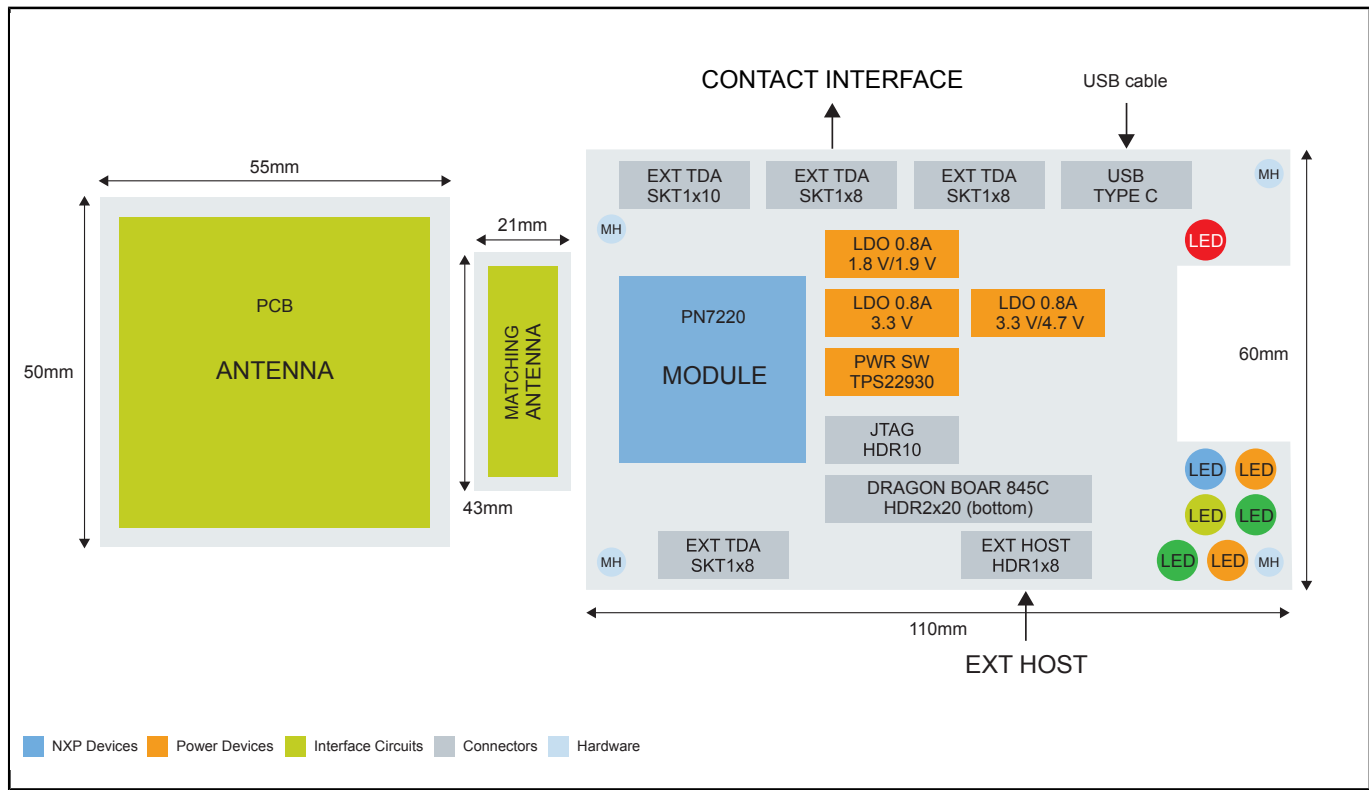 CONTACT INTERFACE
USB cable
55mm
50mm
PCB
ANTENNA
21mm
43mm
MATCHING
ANTENNA
EXT TDA
SKT1x10
EXT TDA
SKT1x8
EXT TDA
SKT1x8
USB
TYPE C
MH
MH
LED
LDO 0.8A
1.8 V/1.9 V
PN7220
MODULE
LDO 0.8A
3.3 V
LDO 0.8A
3.3 V/4.7 V
60mm
PWR SW
TPS22930
JTAG
HDR10
DRAGON BOAR 845C
HDR2x20 (bottom)
LED
LED
LED
LED
MH
EXT TDA
SKT1x8
EXT HOST
HDR1x8
LED
LED
MH
110mm
EXT HOST
NXP Devices
Power Devices
Interface Circuits
Connectors
Hardware